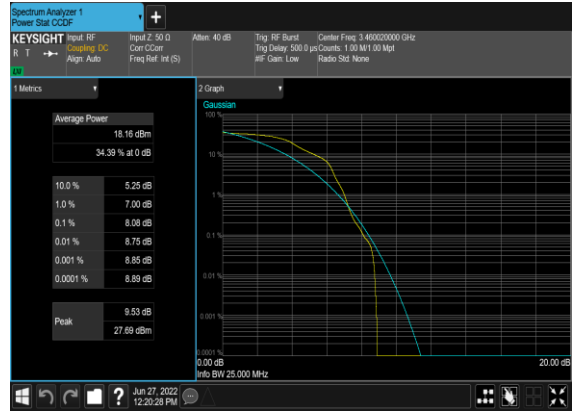 Spectrum Analyzer 1
Power Stat CCDF
+
KEYSIGHT
R T
LXI
Input: RF
Coupling: DC
Align: Auto
Input Z: 50 Ω
Corr CCorr
Freq Ref: Int (S)
Atten: 40 dB
Trig: RF Burst
Trig Delay: 500.0 µs
#IF Gain: Low
Center Freq: 3.460020000 GHz
Counts: 1.00 M/1.00 Mpt
Radio Std: None
1 Metrics
Average Power
18.16 dBm
34.39 % at 0 dB
10.0 % 5.25 dB
1.0 % 7.00 dB
0.1 % 8.08 dB
0.01 % 8.75 dB
0.001 % 8.85 dB
0.0001 % 8.89 dB
Peak
9.53 dB
27.69 dBm
2 Graph
Gaussian
100 %
10 %
1 %
0.1 %
0.01 %
0.001 %
0.0001 %
0.00 dB 20.00 dB
Info BW 25.000 MHz
?
Jun 27, 2022
12:20:28 PM